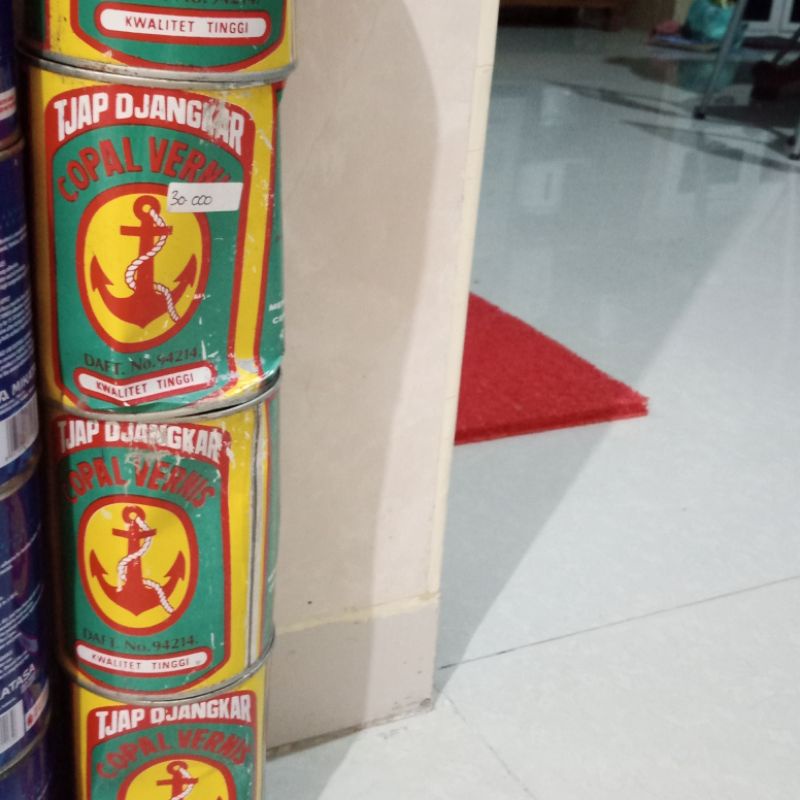 KWALITET TINGGI
TJAP DJANGKAR
COPAL VERNIS
30.000
DAFT. No. 94214.
KWALITET TINGGI
TJAP DJANGKAR
COPAL VERNIS
DAFT. No. 94214.
KWALITET TINGGI
TJAP DJANGKAR
COPAL VERNIS
ATASA